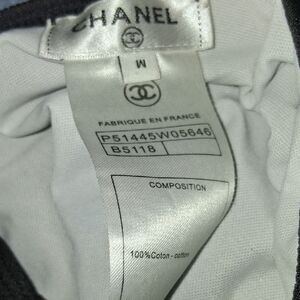 CHANEL
M
FABRIQUE EN FRANCE
P51445W05646
B5118
COMPOSITION
100%Coton - cotton